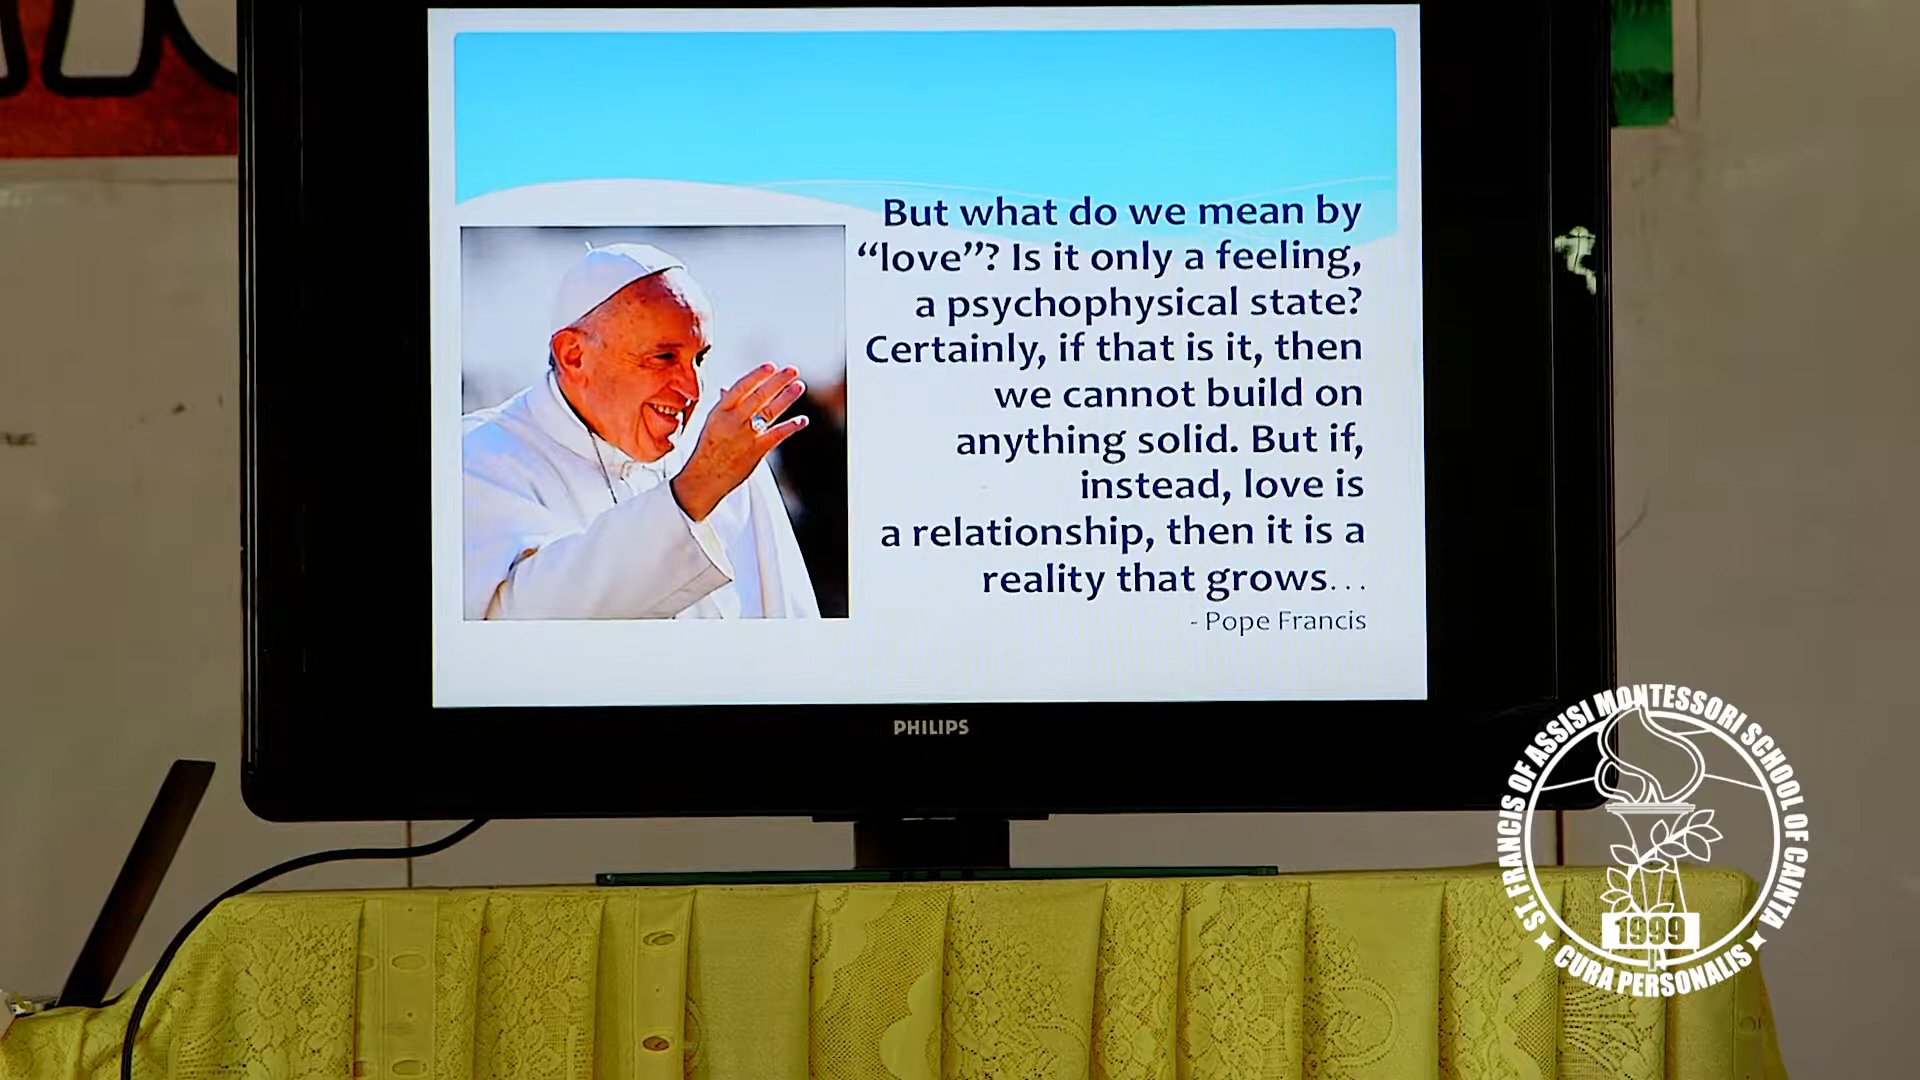 But what do we mean by
“love”? Is it only a feeling,
a psychophysical state?
Certainly, if that is it, then
we cannot build on
anything solid. But if,
instead, love is
a relationship, then it is a
reality that grows…
- Pope Francis
PHILIPS
ST. FRANCIS OF ASSISI MONTESSORI SCHOOL OF CAINTA
1999
CURA PERSONALIS